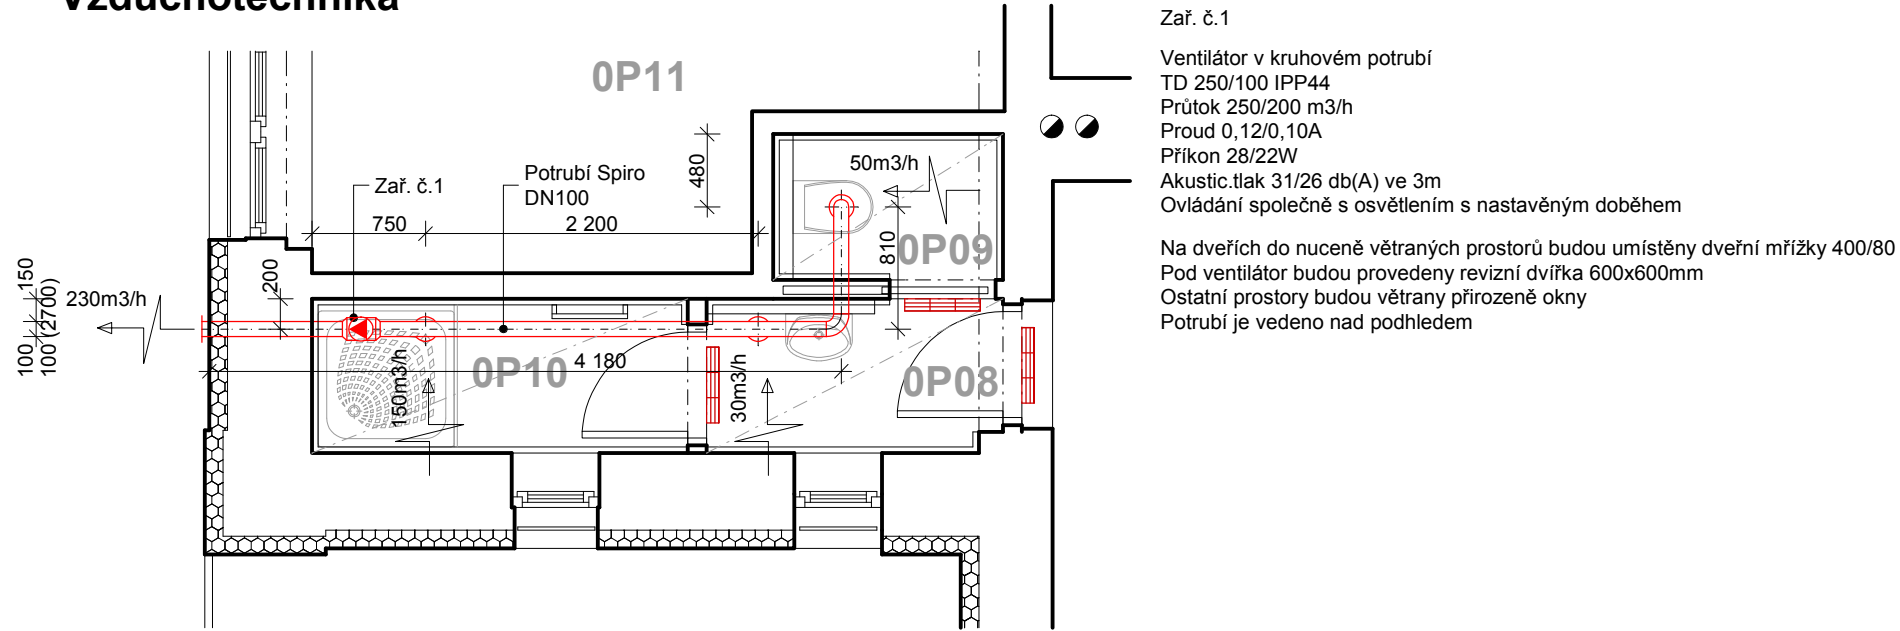 Vzduchotechnika
0P11
Zař. č.1
Potrubí Spiro
DN100
750
2 200
480
50m3/h
810
0P09
200
150
100
100 (2700)
230m3/h
0P10
4 180
150m3/h
30m3/h
0P08
Zař. č.1
Ventilátor v kruhovém potrubí
TD 250/100 IPP44
Průtok 250/200 m3/h
Proud 0,12/0,10A
Příkon 28/22W
Akustic.tlak 31/26 db(A) ve 3m
Ovládání společně s osvětlením s nastavěným doběhem
Na dveřích do nuceně větraných prostorů budou umístěny dveřní mřížky 400/80
Pod ventilátor budou provedeny revizní dvířka 600x600mm
Ostatní prostory budou větrany přirozeně okny
Potrubí je vedeno nad podhledem